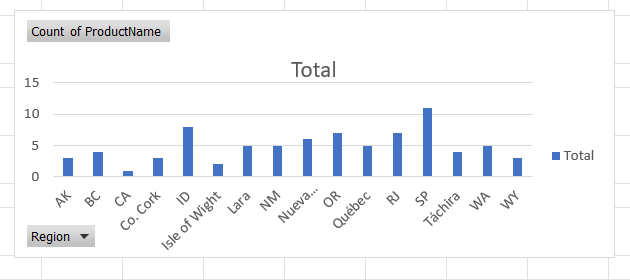 Count of ProductName
Total
15
10
5
0
Total
AK
BC
CA
Co. Cork
ID
Isle of Wight
Lara
NM
Nueva...
OR
Québec
RJ
SP
Táchira
WA
WY
Region